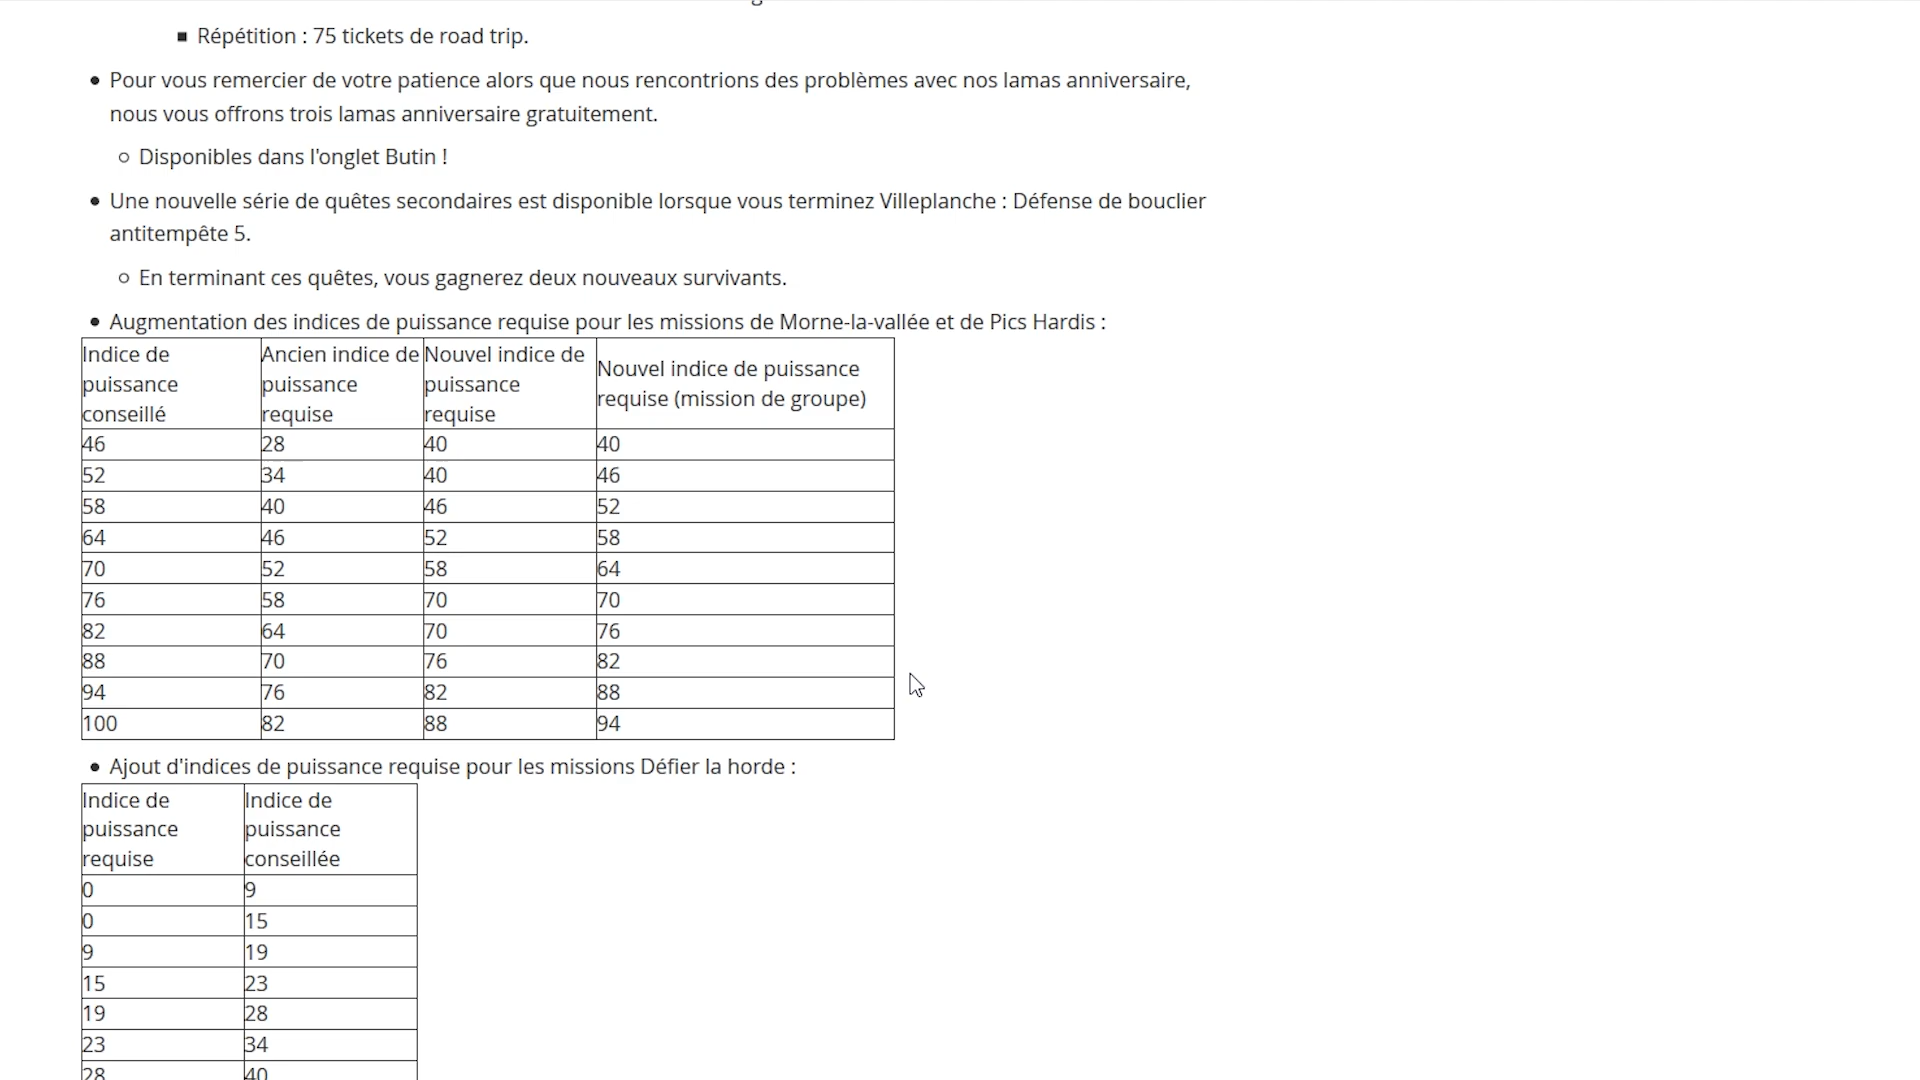 Répétition : 75 tickets de road trip.
Pour vous remercier de votre patience alors que nous rencontrions des problèmes avec nos lamas anniversaire,
nous vous offrons trois lamas anniversaire gratuitement.
Disponibles dans l'onglet Butin !
Une nouvelle série de quêtes secondaires est disponible lorsque vous terminez Villeplanche : Défense de bouclier
antitempête 5.
En terminant ces quêtes, vous gagnerez deux nouveaux survivants.
Augmentation des indices de puissance requise pour les missions de Morne-la-vallée et de Pics Hardis :
Indice de puissance conseillé | Ancien indice de puissance requise | Nouvel indice de puissance requise | Nouvel indice de puissance requise (mission de groupe)
46 28 40 40
52 34 40 46
58 40 46 52
64 46 52 58
70 52 58 64
76 58 70 70
82 64 70 76
88 70 76 82
94 76 82 88
100 82 88 94
Ajout d'indices de puissance requise pour les missions Défier la horde :
Indice de puissance requise | Indice de puissance conseillée
0 9
0 15
9 19
15 23
19 28
23 34
28 40